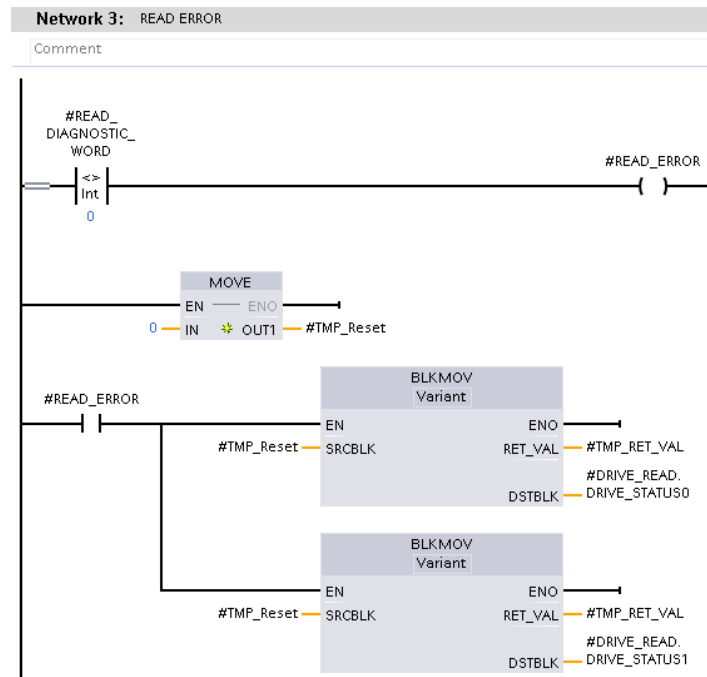 Network 3: READ ERROR
Comment
#READ_
DIAGNOSTIC_
WORD
<>
Int
0
#READ_ERROR
MOVE
EN ENO
0 IN OUT1 #TMP_Reset
#READ_ERROR
BLKMOV
Variant
EN ENO
#TMP_Reset SRCBLK RET_VAL #TMP_RET_VAL
#DRIVE_READ.
DSTBLK DRIVE_STATUS0
BLKMOV
Variant
EN ENO
#TMP_Reset SRCBLK RET_VAL #TMP_RET_VAL
#DRIVE_READ.
DSTBLK DRIVE_STATUS1